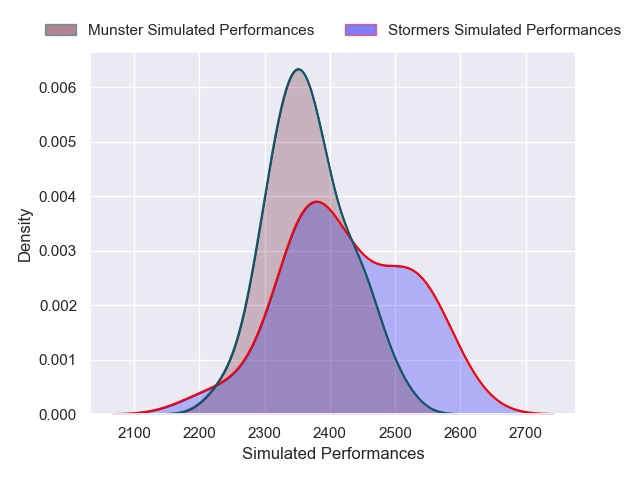 Munster Simulated Performances Stormers Simulated Performances
0.006
0.005
0.004
0.003
0.002
0.001
0.000
Density
2100 2200 2300 2400 2500 2600 2700
Simulated Performances